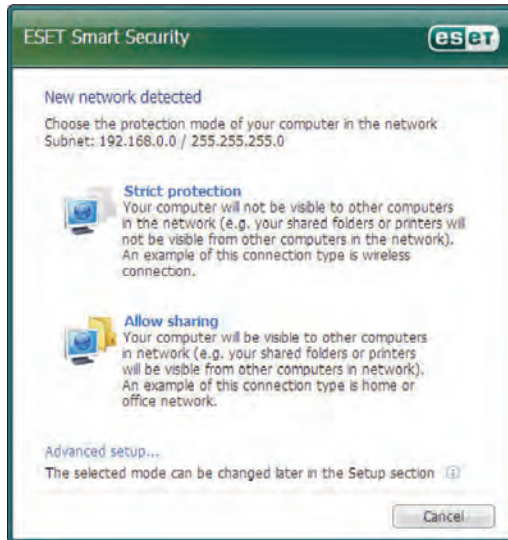 ESET Smart Security
eseT
New network detected
Choose the protection mode of your computer in the network
Subnet: 192.168.0.0 / 255.255.255.0
Strict protection
Your computer will not be visible to other computers
in the network (e.g. your shared folders or printers will
not be visible from other computers in the network).
An example of this connection type is wireless
connection.
Allow sharing
Your computer will be visible to other computers
in network (e.g. your shared folders or printers
will be visible from other computers in network).
An example of this connection type is home or
office network.
Advanced setup...
The selected mode can be changed later in the Setup section
Cancel